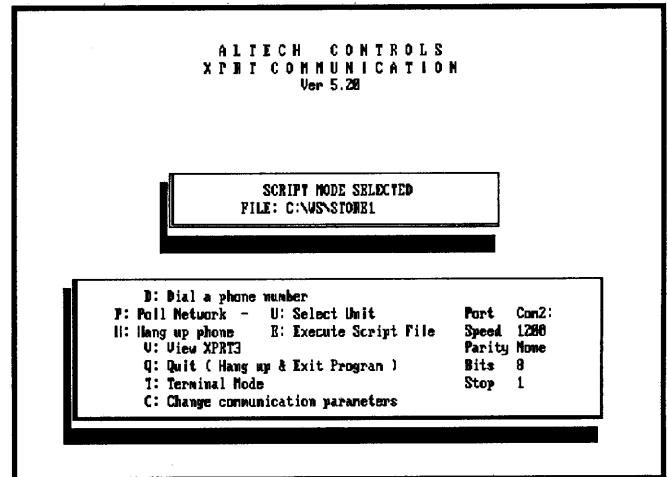 ALTECH CONTROLS
XPRT COMMUNICATION
Ver 5.20
SCRIPT MODE SELECTED
FILE: C:\WS\STORE1
D: Dial a phone number
P: Poll Network - U: Select Unit Port Com2:
H: Hang up phone E: Execute Script File Speed 1200
V: View XPRT3 Parity None
Q: Quit ( Hang up & Exit Program ) Bits 8
T: Terminal Mode Stop 1
C: Change communication parameters